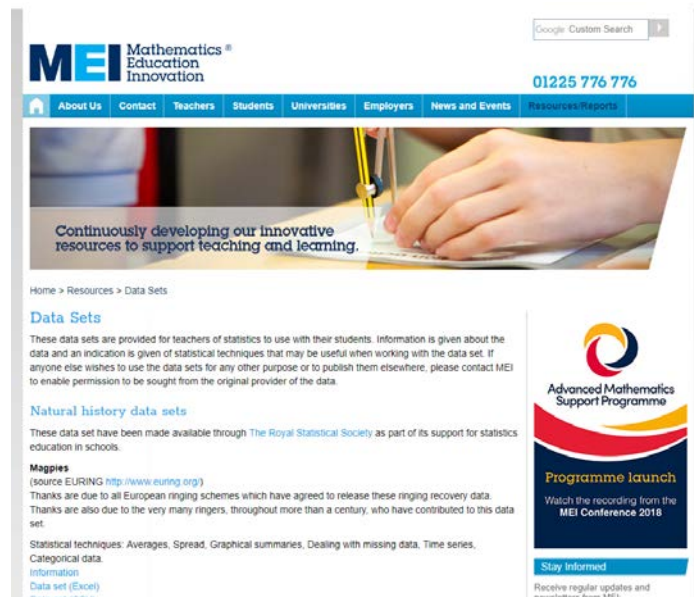 Google Custom Search
MEI Mathematics ®
Education
Innovation
01225 776 776
About Us Contact Teachers Students Universities Employers News and Events Resources/Reports
Continuously developing our innovative
resources to support teaching and learning.
Home > Resources > Data Sets
Data Sets
These data sets are provided for teachers of statistics to use with their students. Information is given about the
data and an indication is given of statistical techniques that may be useful when working with the data set. If
anyone else wishes to use the data sets for any other purpose or to publish them elsewhere, please contact MEI
to enable permission to be sought from the original provider of the data.
Natural history data sets
These data set have been made available through The Royal Statistical Society as part of its support for statistics
education in schools.
Magpies
(source EURING http://www.euring.org/)
Thanks are due to all European ringing schemes which have agreed to release these ringing recovery data.
Thanks are also due to the very many ringers, throughout more than a century, who have contributed to this data
set.
Statistical techniques: Averages, Spread, Graphical summaries, Dealing with missing data, Time series,
Categorical data.
Information
Data set (Excel)
Advanced Mathematics
Support Programme
Programme launch
Watch the recording from the
MEI Conference 2018
Stay Informed
Receive regular updates and
newsletters from MEI: